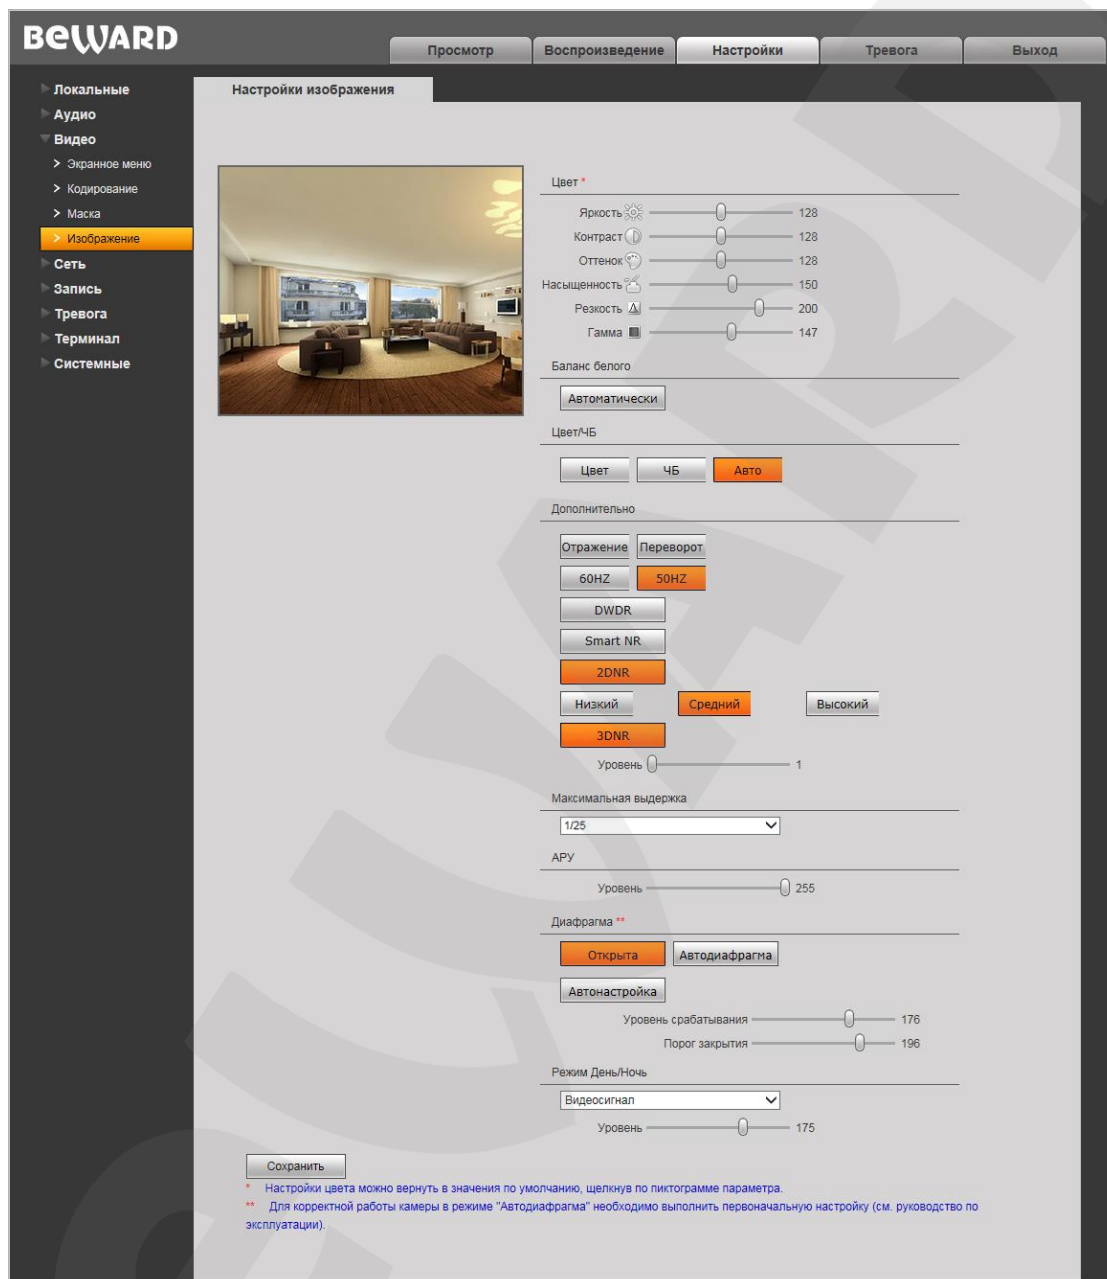 BEWARD
Просмотр Воспроизведение Настройки Тревога Выход
Локальные
Аудио
Видео
> Экранное меню
> Кодирование
> Маска
> Изображение
Сеть
Запись
Тревога
Терминал
Системные
Настройки изображения
Цвет *
Яркость 128
Контраст 128
Оттенок 128
Насыщенность 150
Резкость 200
Гамма 147
Баланс белого
Автоматически
Цвет/ЧБ
Цвет ЧБ Авто
Дополнительно
Отражение Переворот
60HZ 50HZ
DWDR
Smart NR
2DNR
Низкий Средний Высокий
3DNR
Уровень 1
Максимальная выдержка
1/25
АРУ
Уровень 255
Диафрагма **
Открыта Автодиафрагма
Автонастройка
Уровень срабатывания 176
Порог закрытия 196
Режим День/Ночь
Видеосигнал
Уровень 175
Сохранить
* Настройки цвета можно вернуть в значения по умолчанию, щелкнув по пиктограмме параметра.
** Для корректной работы камеры в режиме "Автодиафрагма" необходимо выполнить первоначальную настройку (см. руководство по
эксплуатации).